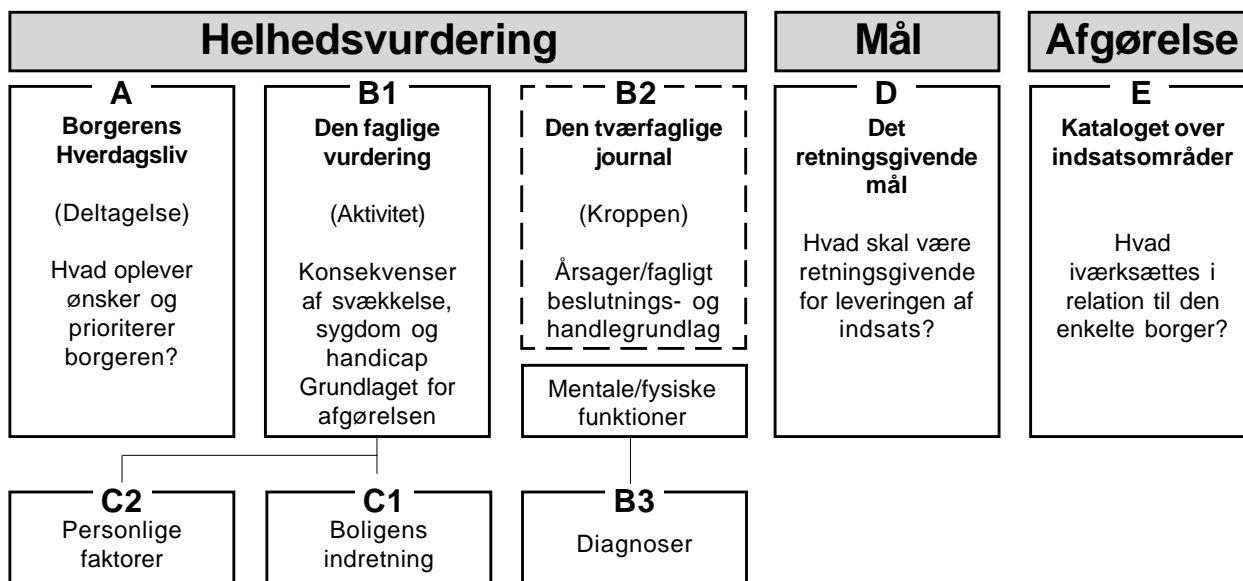 Helhedsvurdering
Mål
Afgørelse
A
Borgerens
Hverdagsliv
(Deltagelse)
Hvad oplever
ønsker og
prioriterer
borgeren?
B1
Den faglige
vurdering
(Aktivitet)
Konsekvenser
af svækkelse,
sygdom og
handicap
Grundlaget for
afgørelsen
B2
Den tværfaglige
journal
(Kroppen)
Årsager/fagligt
beslutnings- og
handlegrundlag
Mentale/fysiske
funktioner
D
Det
retningsgivende
mål
Hvad skal være
retningsgivende
for leveringen af
indsats?
E
Kataloget over
indsatsområder
Hvad
iværksættes i
relation til den
enkelte borger?
C2
Personlige
faktorer
C1
Boligens
indretning
B3
Diagnoser